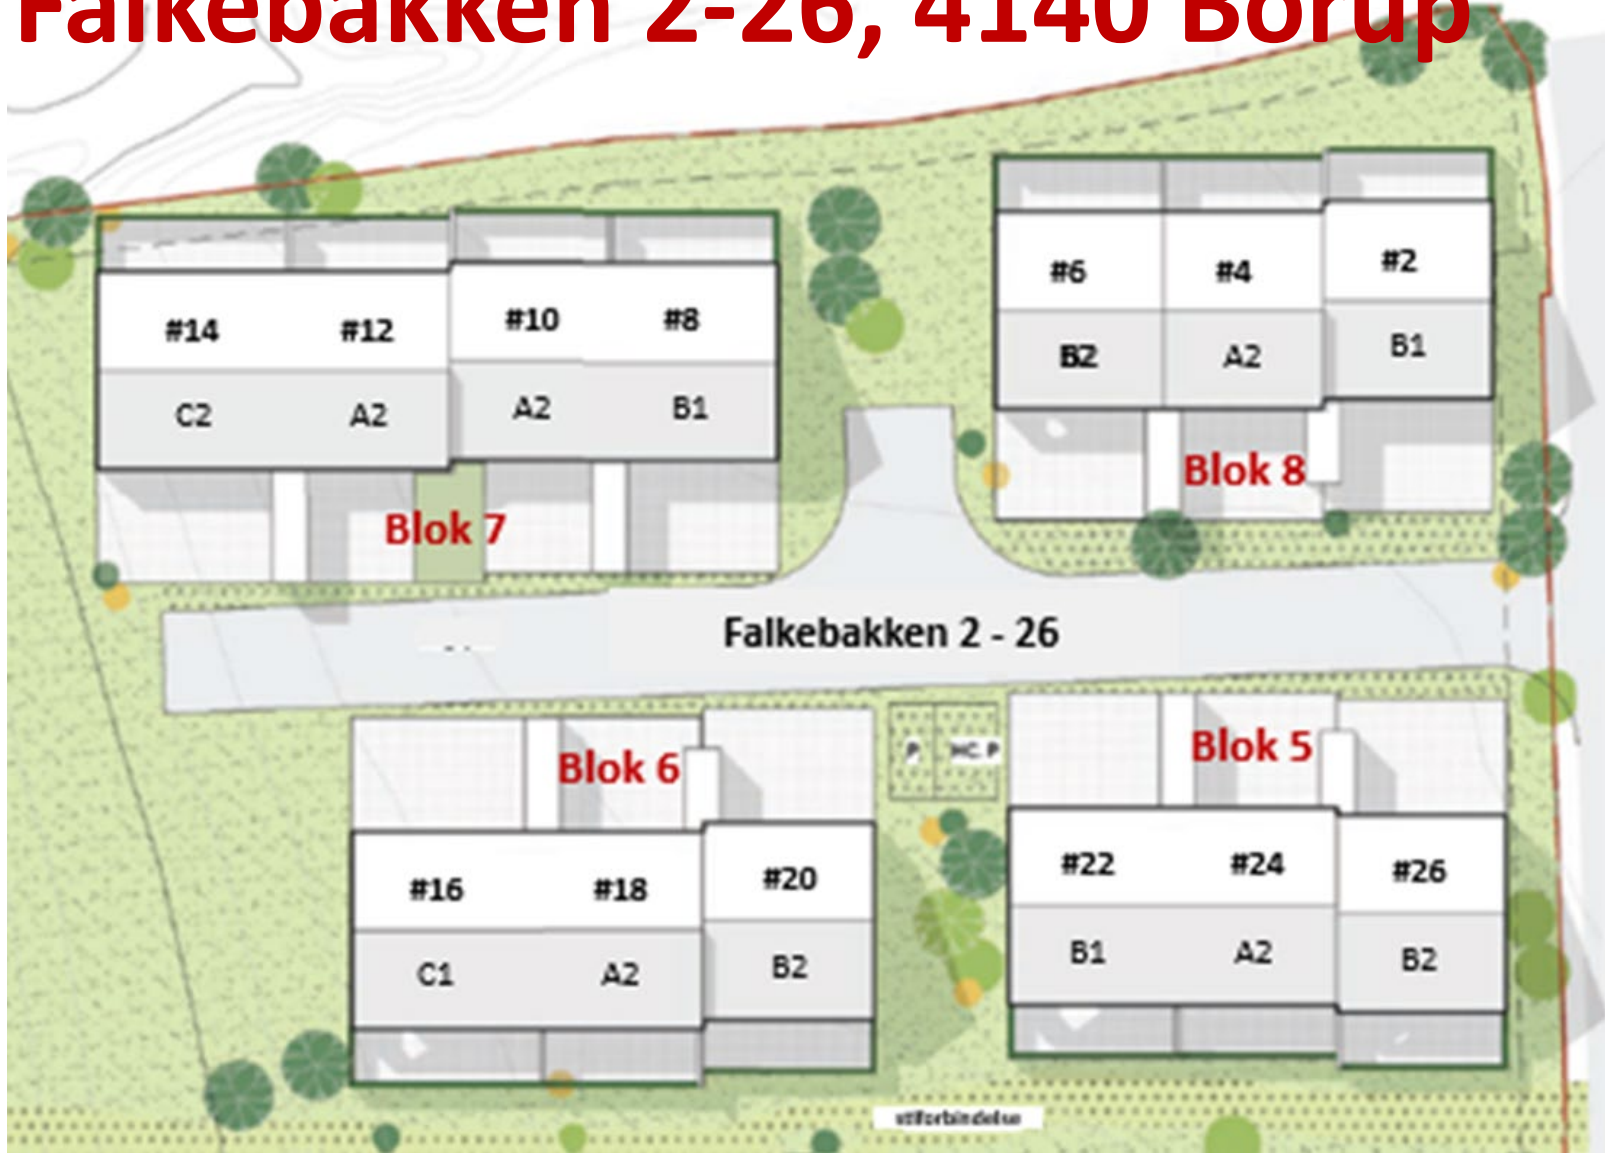 Falkebakken 2-26, 4140 Borup
#14 #12 #10 #8
C2 A2 A2 B1
Blok 7
#6 #4 #2
B2 A2 B1
Blok 8
Falkebakken 2 - 26
Blok 6
P HC. P
Blok 5
#16 #18 #20
C1 A2 B2
#22 #24 #26
B1 A2 B2
stiforbindelse